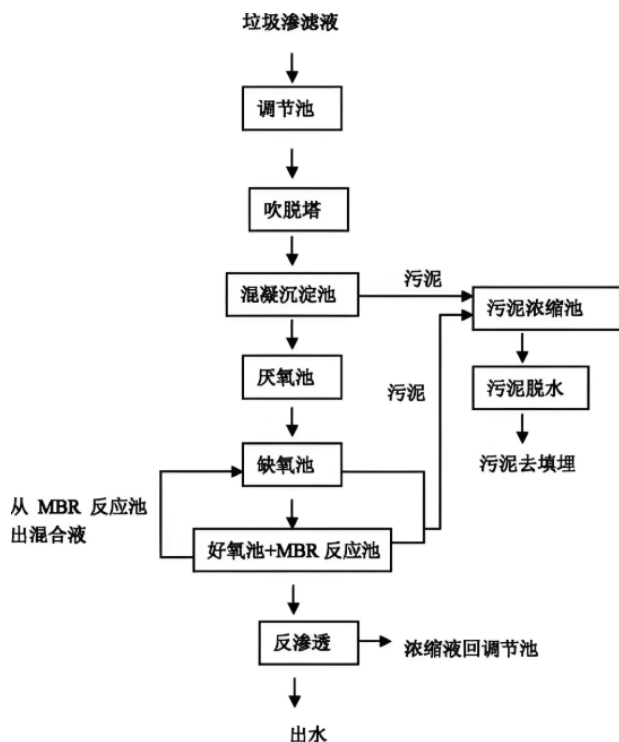 垃圾渗滤液
调节池
吹脱塔
混凝沉淀池
污泥
污泥浓缩池
厌氧池
污泥
污泥脱水
缺氧池
污泥去填埋
从 MBR 反应池
出混合液
好氧池+MBR 反应池
反渗透
浓缩液回调节池
出水